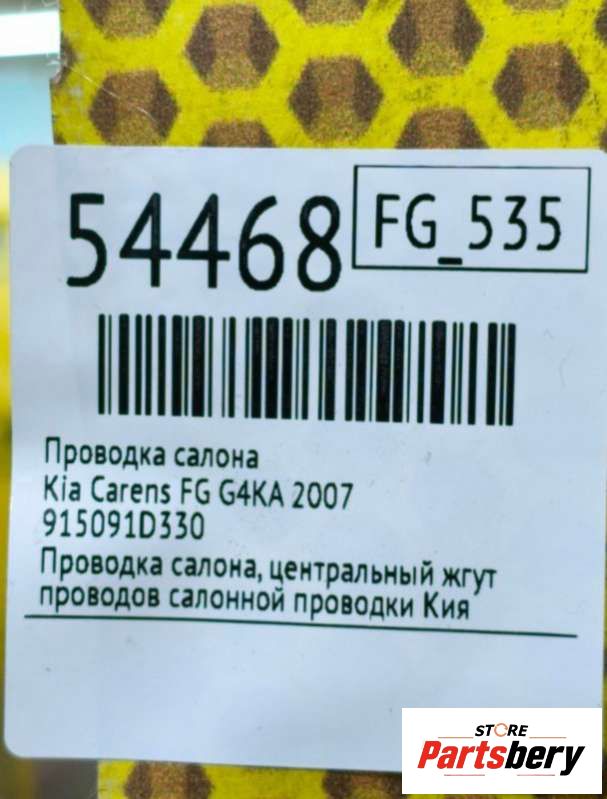 54468
FG_535
Проводка салона
Kia Carens FG G4KA 2007
915091D330
Проводка салона, центральный жгут
проводов салонной проводки Кия
STORE
Partsbery